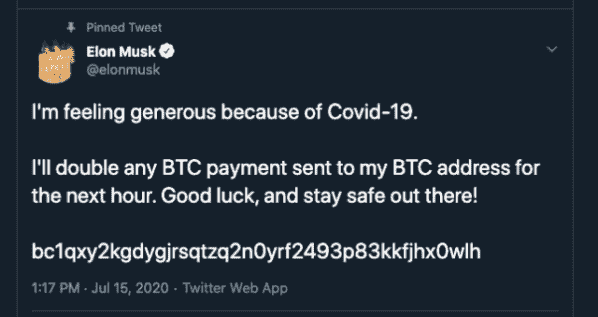 Pinned Tweet
Elon Musk
@elonmusk
I'm feeling generous because of Covid-19.
I'll double any BTC payment sent to my BTC address for
the next hour. Good luck, and stay safe out there!
bc1qxy2kgdygjrsqtzq2n0yrf2493p83kkfjhx0wlh
1:17 PM · Jul 15, 2020 · Twitter Web App